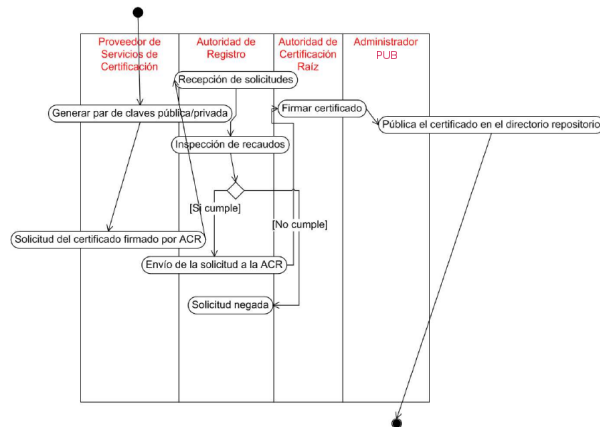 Proveedor de
Servicios de
Certificación
Autoridad de
Registro
Autoridad de
Certificación
Raíz
Administrador
PUB
Recepción de solicitudes
Generar par de claves pública/privada
Firmar certificado
Pública el certificado en el directorio repositorio
Inspección de recaudos
[Si cumple]
[No cumple]
Solicitud del certificado firmado por ACR
Envío de la solicitud a la ACR
Solicitud negada